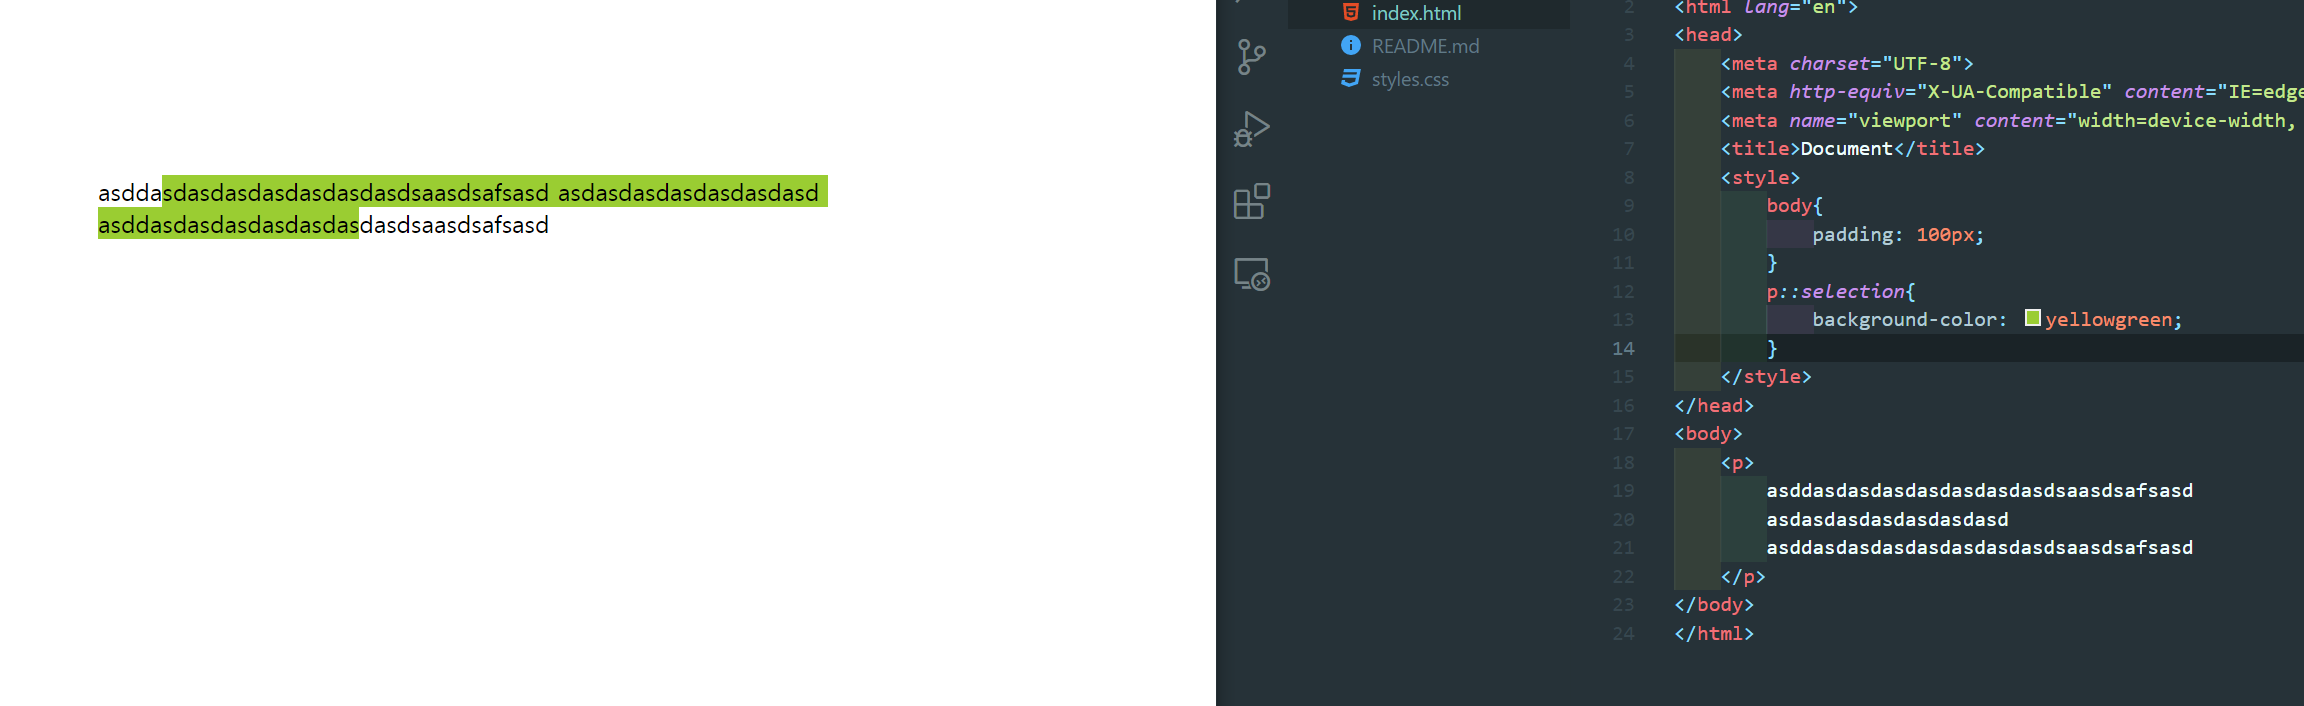 asddasdasdasdasdasdasdasdsaasdsafsasd asdasdasdasdasdasdasd
asddasdasdasdasdasdasdasdsaasdsafsasd
index.html
README.md
styles.css
2 <html lang="en">
3 <head>
4 <meta charset="UTF-8">
5 <meta http-equiv="X-UA-Compatible" content="IE=edge
6 <meta name="viewport" content="width=device-width,
7 <title>Document</title>
8 <style>
9 body{
10 padding: 100px;
11 }
12 p::selection{
13 background-color: yellowgreen;
14 }
15 </style>
16 </head>
17 <body>
18 <p>
19 asddasdasdasdasdasdasdasdsaasdsafsasd
20 asdasdasdasdasdasdasd
21 asddasdasdasdasdasdasdasdsaasdsafsasd
22 </p>
23 </body>
24 </html>